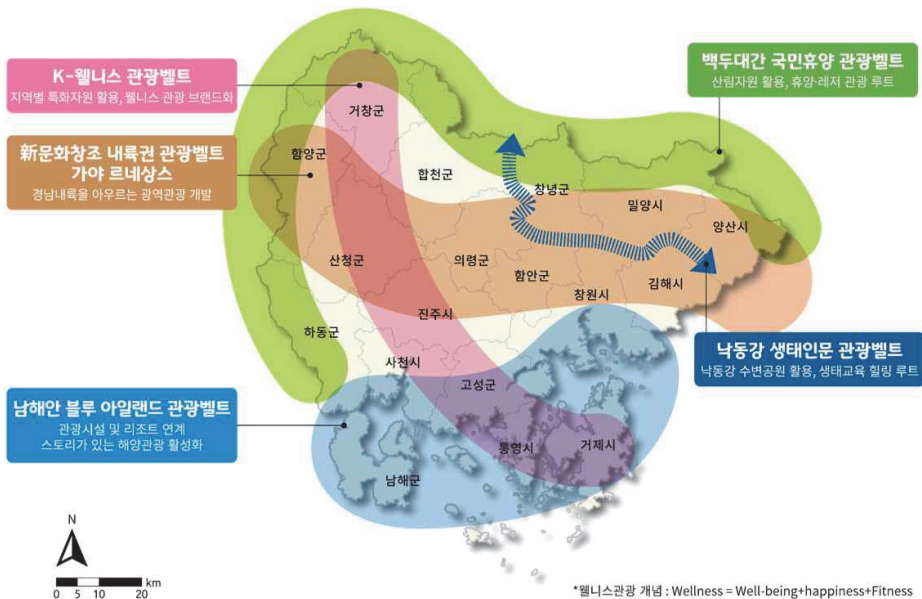 K-웰니스 관광벨트
지역별 특화자원 활용, 웰니스 관광 브랜드화
백두대간 국민휴양 관광벨트
산림자원 활용, 휴양·레저 관광 루트
新문화창조 내륙권 관광벨트
가야 르네상스
경남내륙을 아우르는 광역관광 개발
거창군
함양군
합천군
창녕군
밀양시
양산시
산청군
의령군
함안군
창원시
김해시
진주시
하동군
사천시
고성군
통영시
거제시
남해군
낙동강 생태인문 관광벨트
낙동강 수변공원 활용, 생태교육 힐링 루트
남해안 블루 아일랜드 관광벨트
관광시설 및 리조트 연계
스토리가 있는 해양관광 활성화
N
km
0 5 10 20
*웰니스관광 개념 : Wellness = Well-being+happiness+Fitness